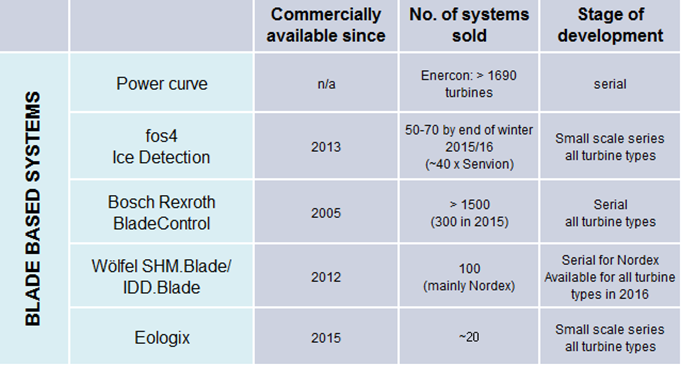 Commercially
available since
No. of systems
sold
Stage of
development
BLADE BASED SYSTEMS
Power curve
n/a
Enercon: > 1690
turbines
serial
fos4
Ice Detection
2013
50-70 by end of winter
2015/16
(~40 x Senvion)
Small scale series
all turbine types
Bosch Rexroth
BladeControl
2005
> 1500
(300 in 2015)
Serial
all turbine types
Wölfel SHM.Blade/
IDD.Blade
2012
100
(mainly Nordex)
Serial for Nordex
Available for all turbine
types in 2016
Eologix
2015
~20
Small scale series
all turbine types